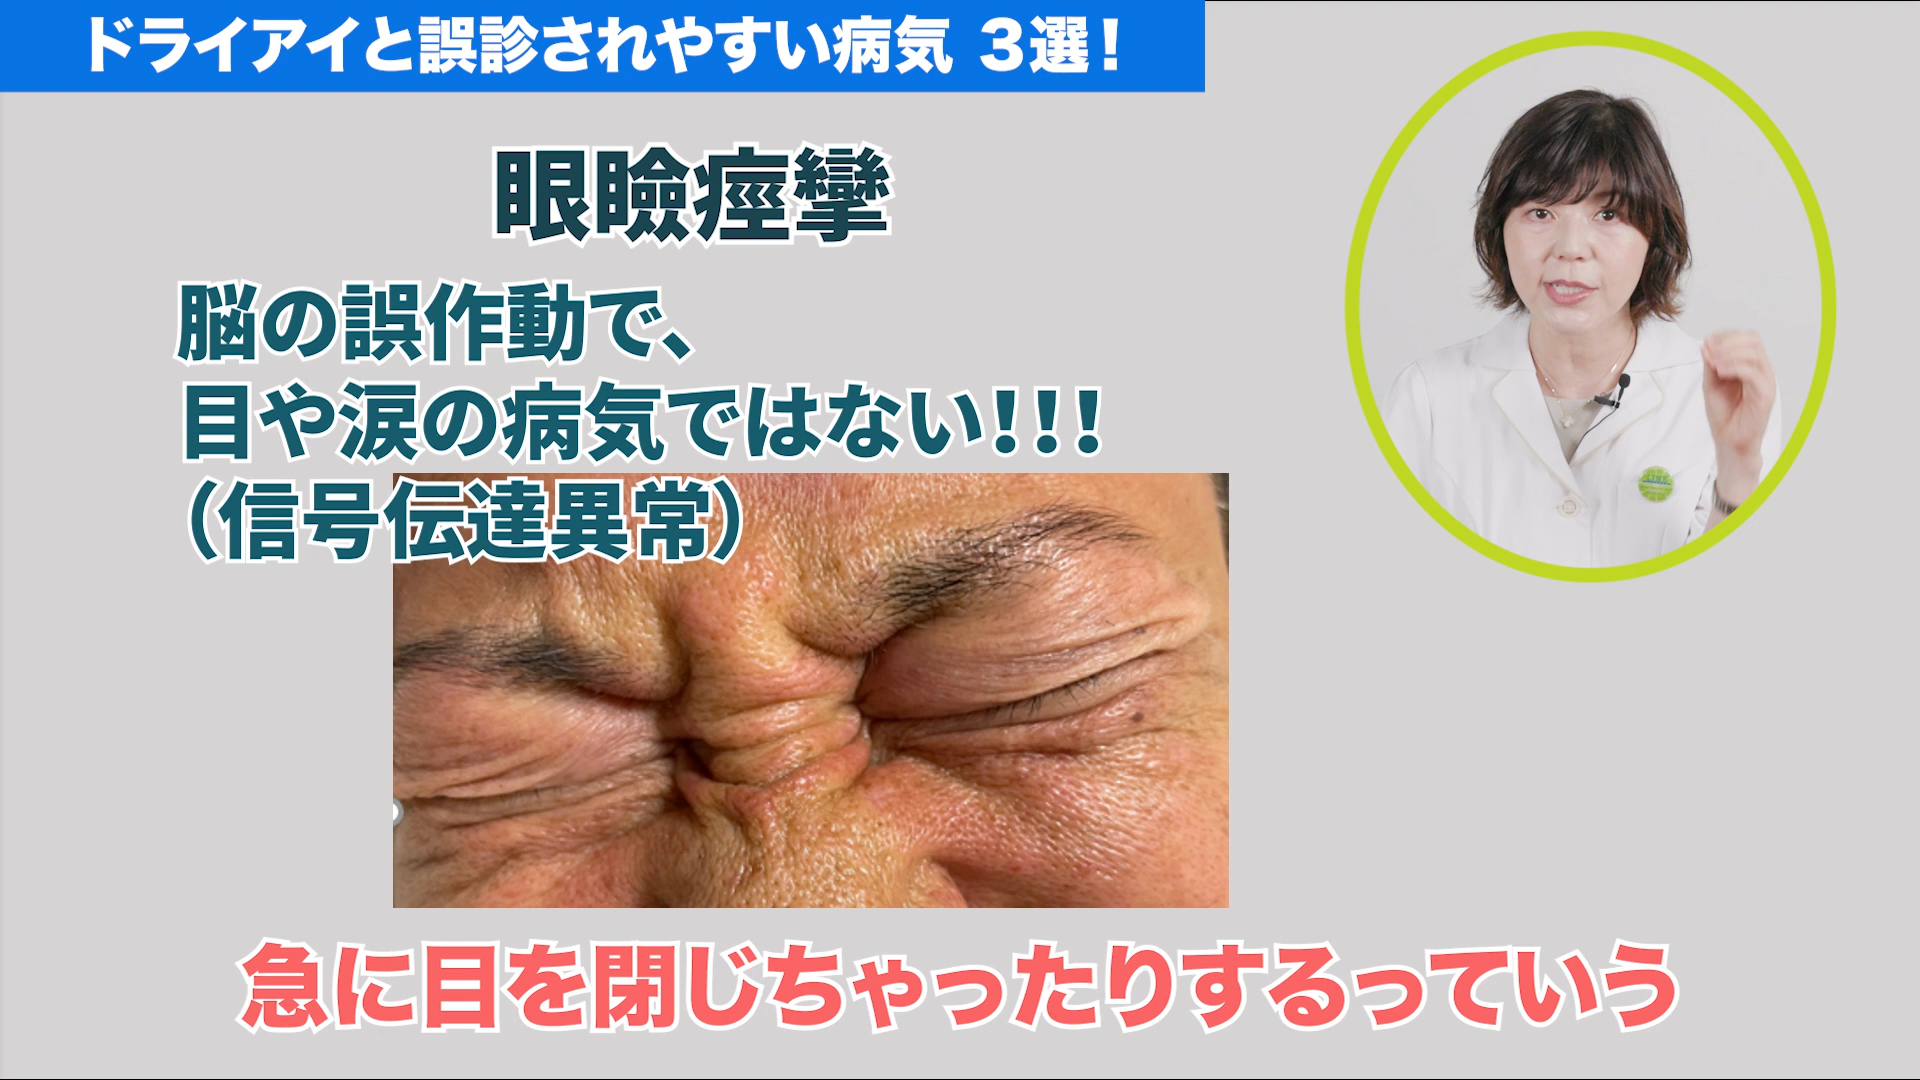 ドライアイと誤診されやすい病気 3選！
眼瞼痙攣
脳の誤作動で、
目や涙の病気ではない！！！
（信号伝達異常）
急に目を閉じちゃったりするっていう